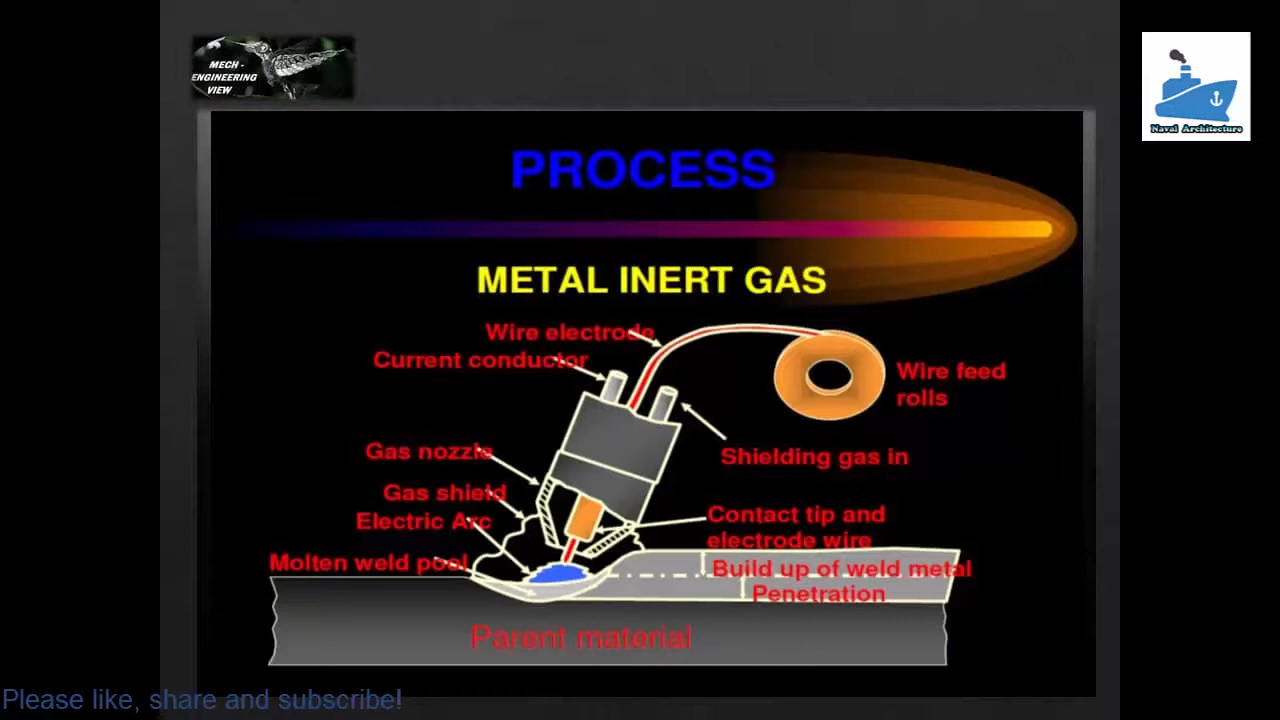 MECH -
ENGINEERING
VIEW
Naval Architecture
PROCESS
METAL INERT GAS
Wire electrode
Current conductor
Wire feed
rolls
Gas nozzle
Shielding gas in
Gas shield
Electric Arc
Contact tip and
electrode wire
Molten weld pool
Build up of weld metal
Penetration
Parent material
Please like, share and subscribe!